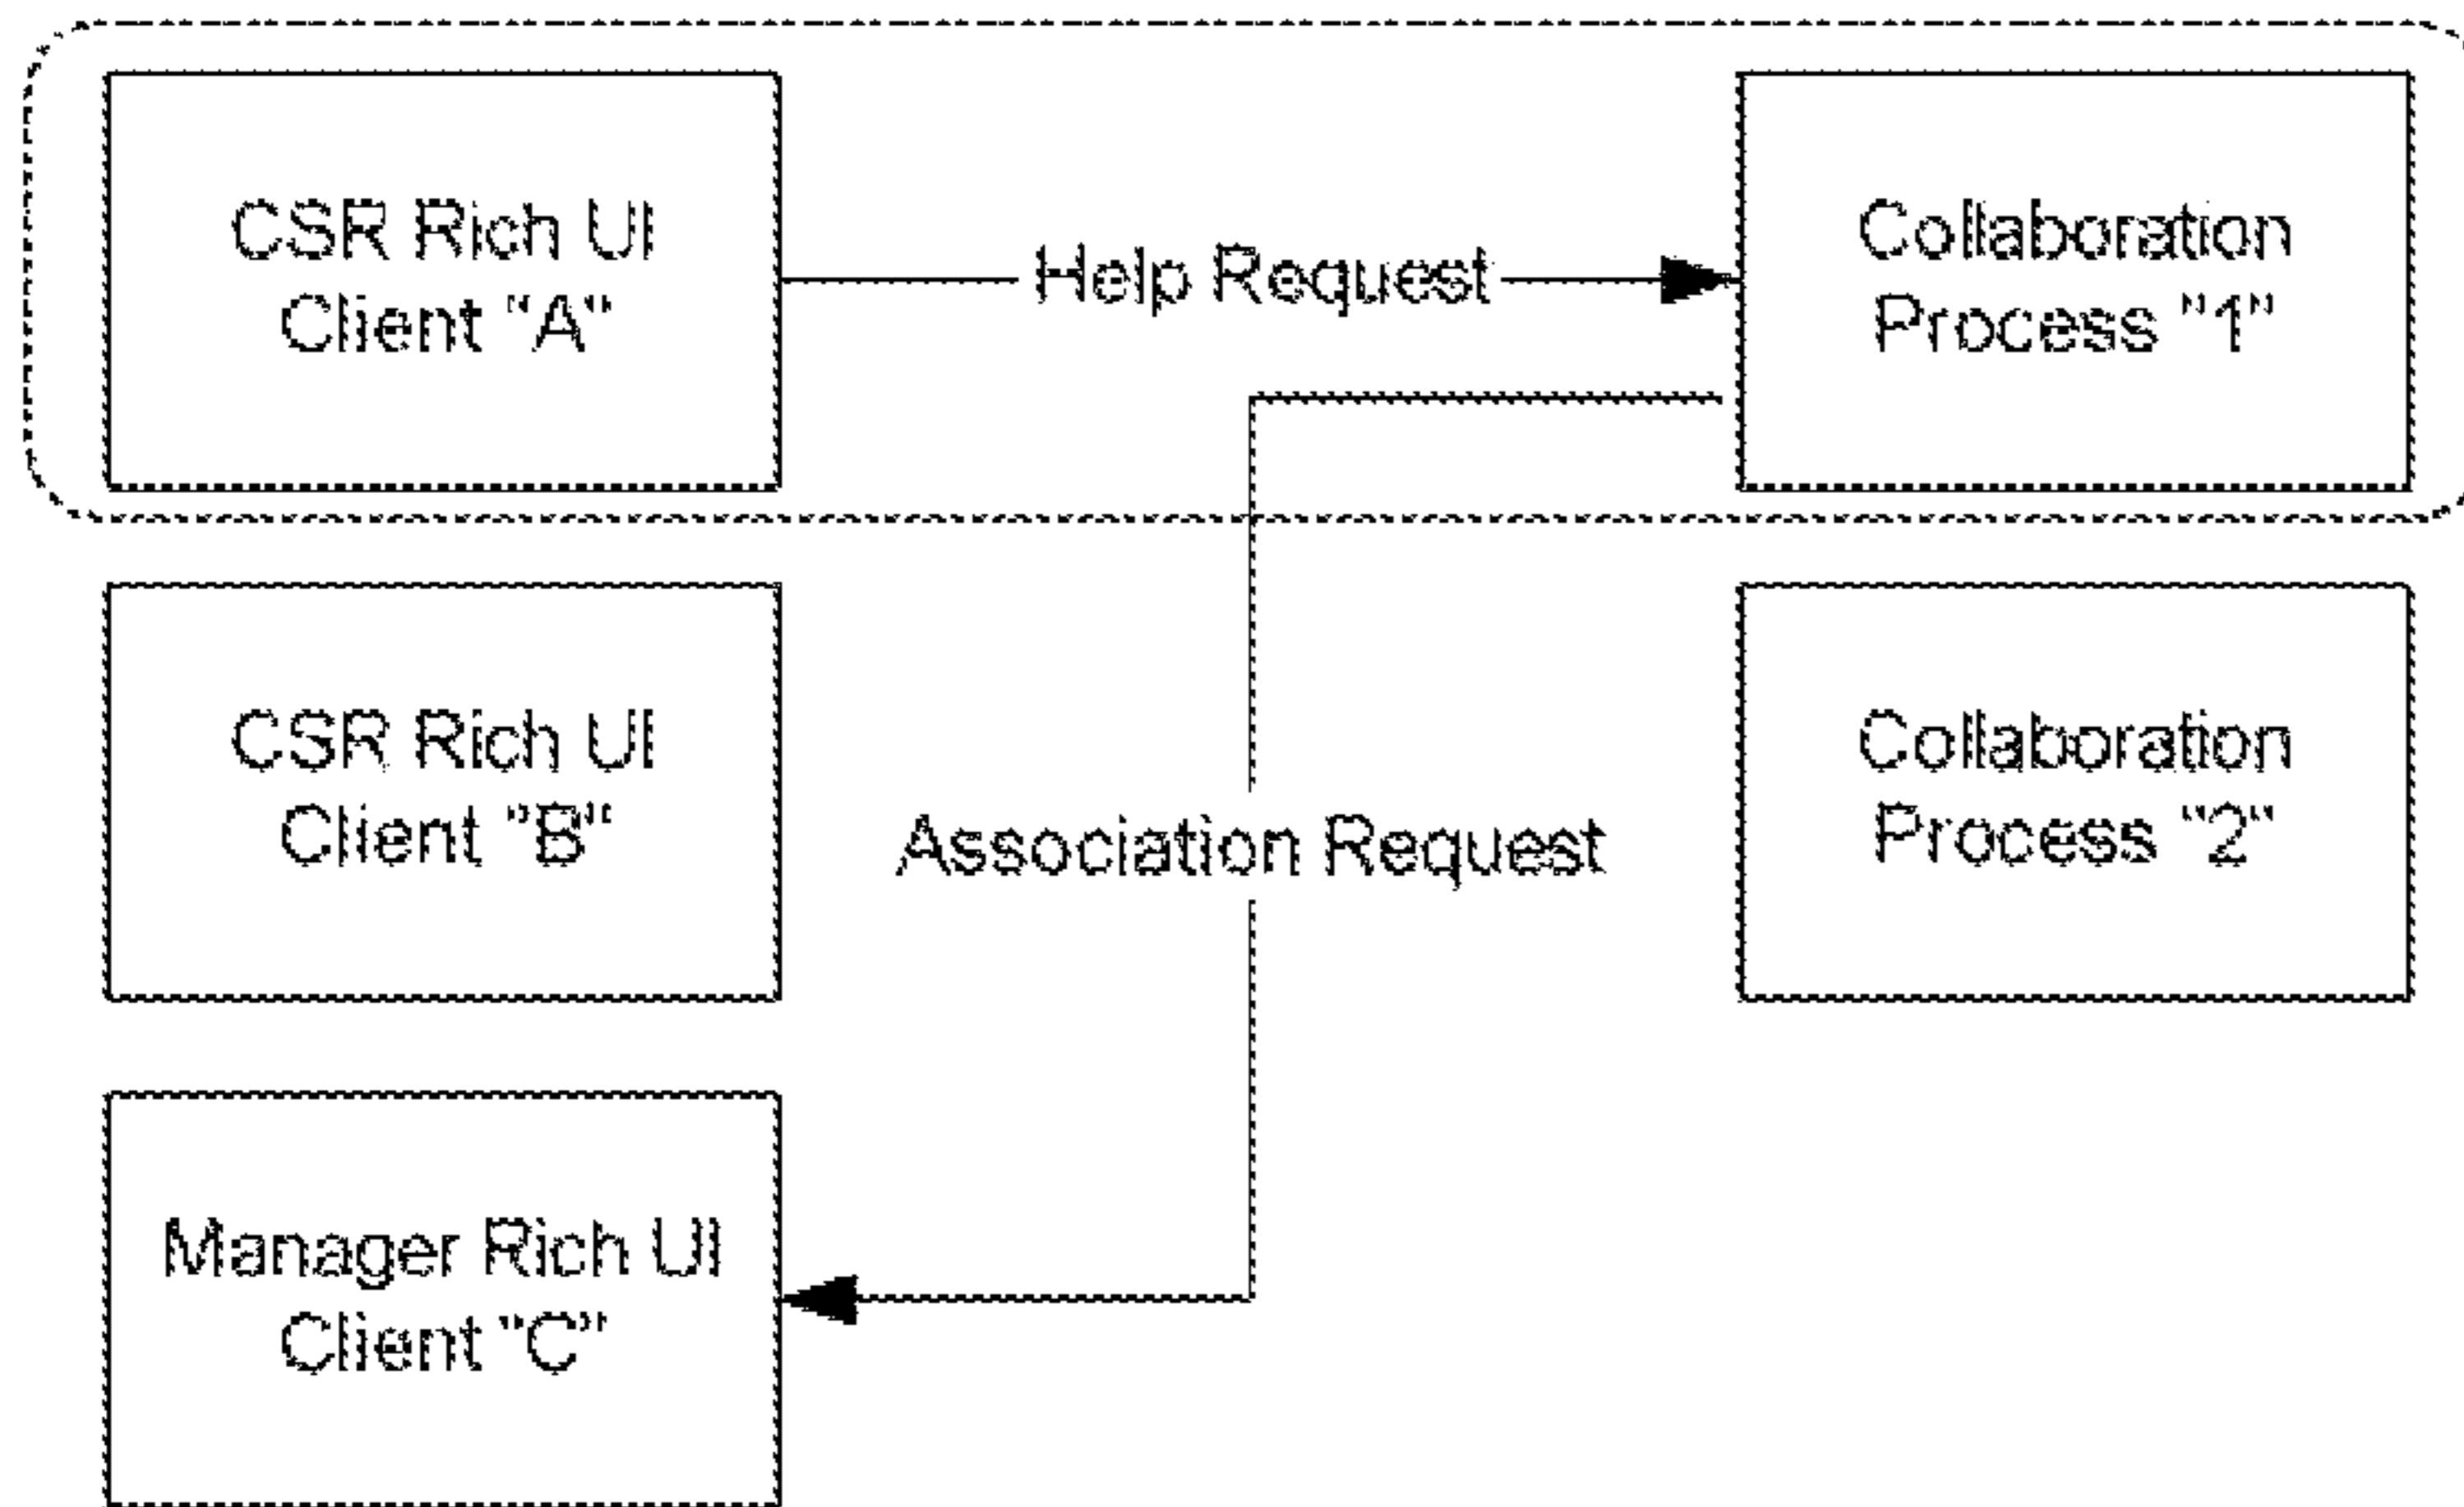 CSR Rich UI
Client "A"
Help Request
Collaboration
Process "1"
CSR Rich UI
Client "B"
Association Request
Collaboration
Process "2"
Manager Rich UI
Client "C"